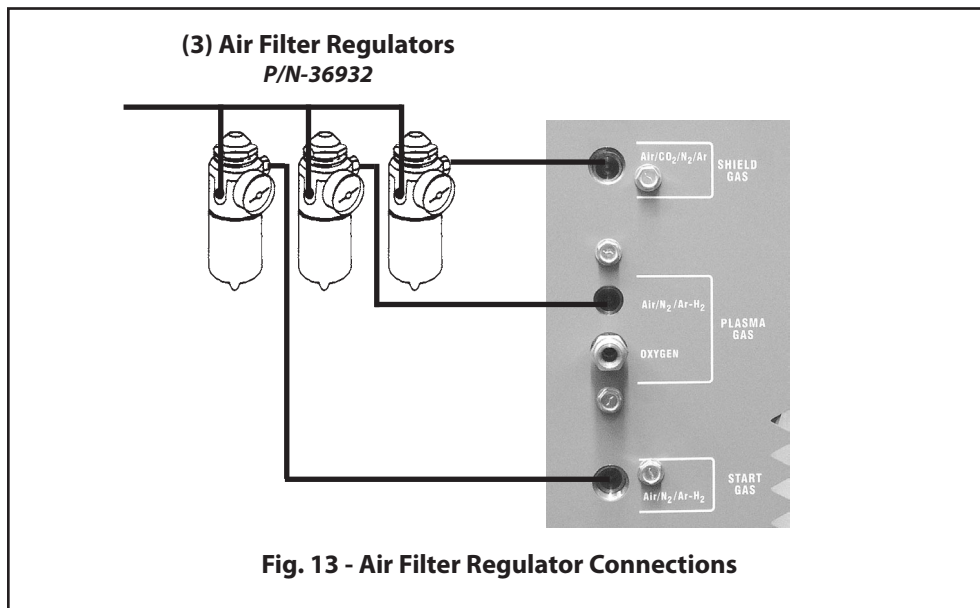 (3) Air Filter Regulators
P/N-36932
Air/CO₂/N₂/Ar
SHIELD
GAS
Air/N₂/Ar-H₂
PLASMA
GAS
OXYGEN
START
GAS
Air/N₂/Ar-H₂
Fig. 13 - Air Filter Regulator Connections